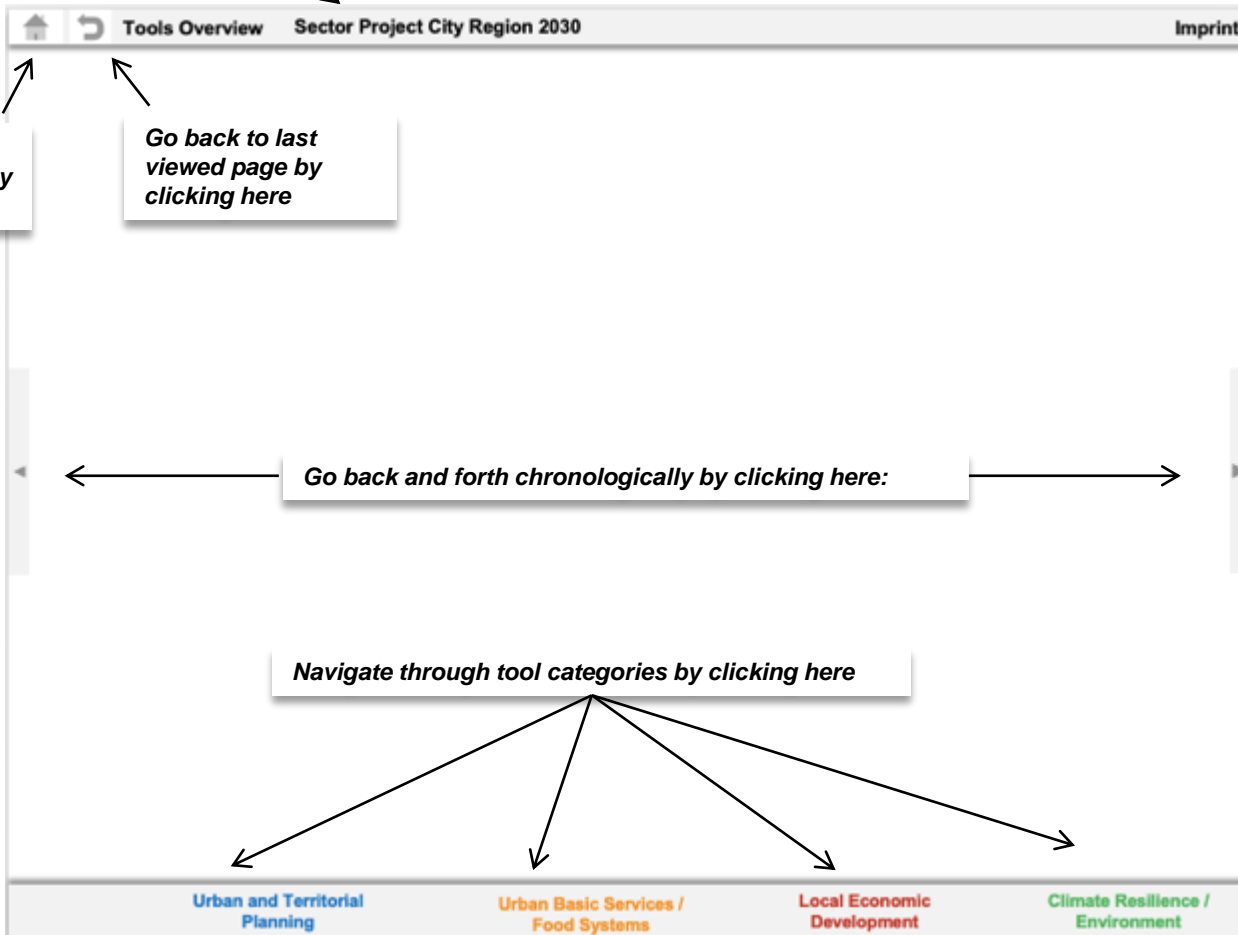 Tools Overview Sector Project City Region 2030 Imprint
Go back to last
viewed page by
clicking here
y
Go back and forth chronologically by clicking here:
Navigate through tool categories by clicking here
Urban and Territorial
Planning
Urban Basic Services /
Food Systems
Local Economic
Development
Climate Resilience /
Environment